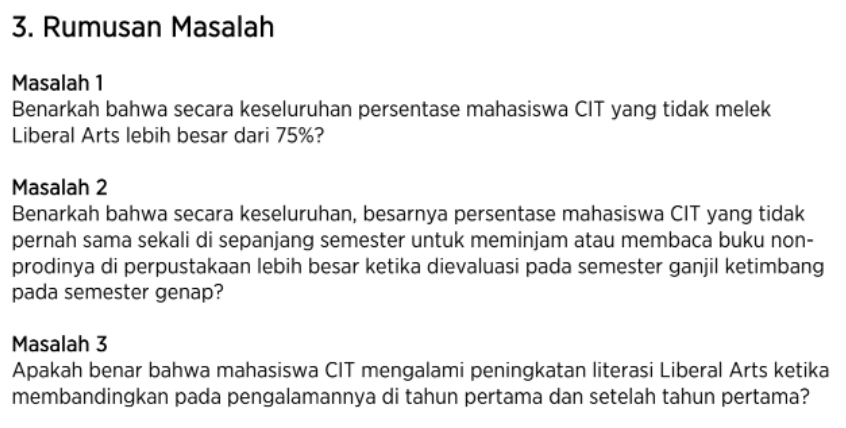 3. Rumusan Masalah
Masalah 1
Benarkah bahwa secara keseluruhan persentase mahasiswa CIT yang tidak melek
Liberal Arts lebih besar dari 75%?
Masalah 2
Benarkah bahwa secara keseluruhan, besarnya persentase mahasiswa CIT yang tidak
pernah sama sekali di sepanjang semester untuk meminjam atau membaca buku non-
prodinya di perpustakaan lebih besar ketika dievaluasi pada semester ganjil ketimbang
pada semester genap?
Masalah 3
Apakah benar bahwa mahasiswa CIT mengalami peningkatan literasi Liberal Arts ketika
membandingkan pada pengalamannya di tahun pertama dan setelah tahun pertama?